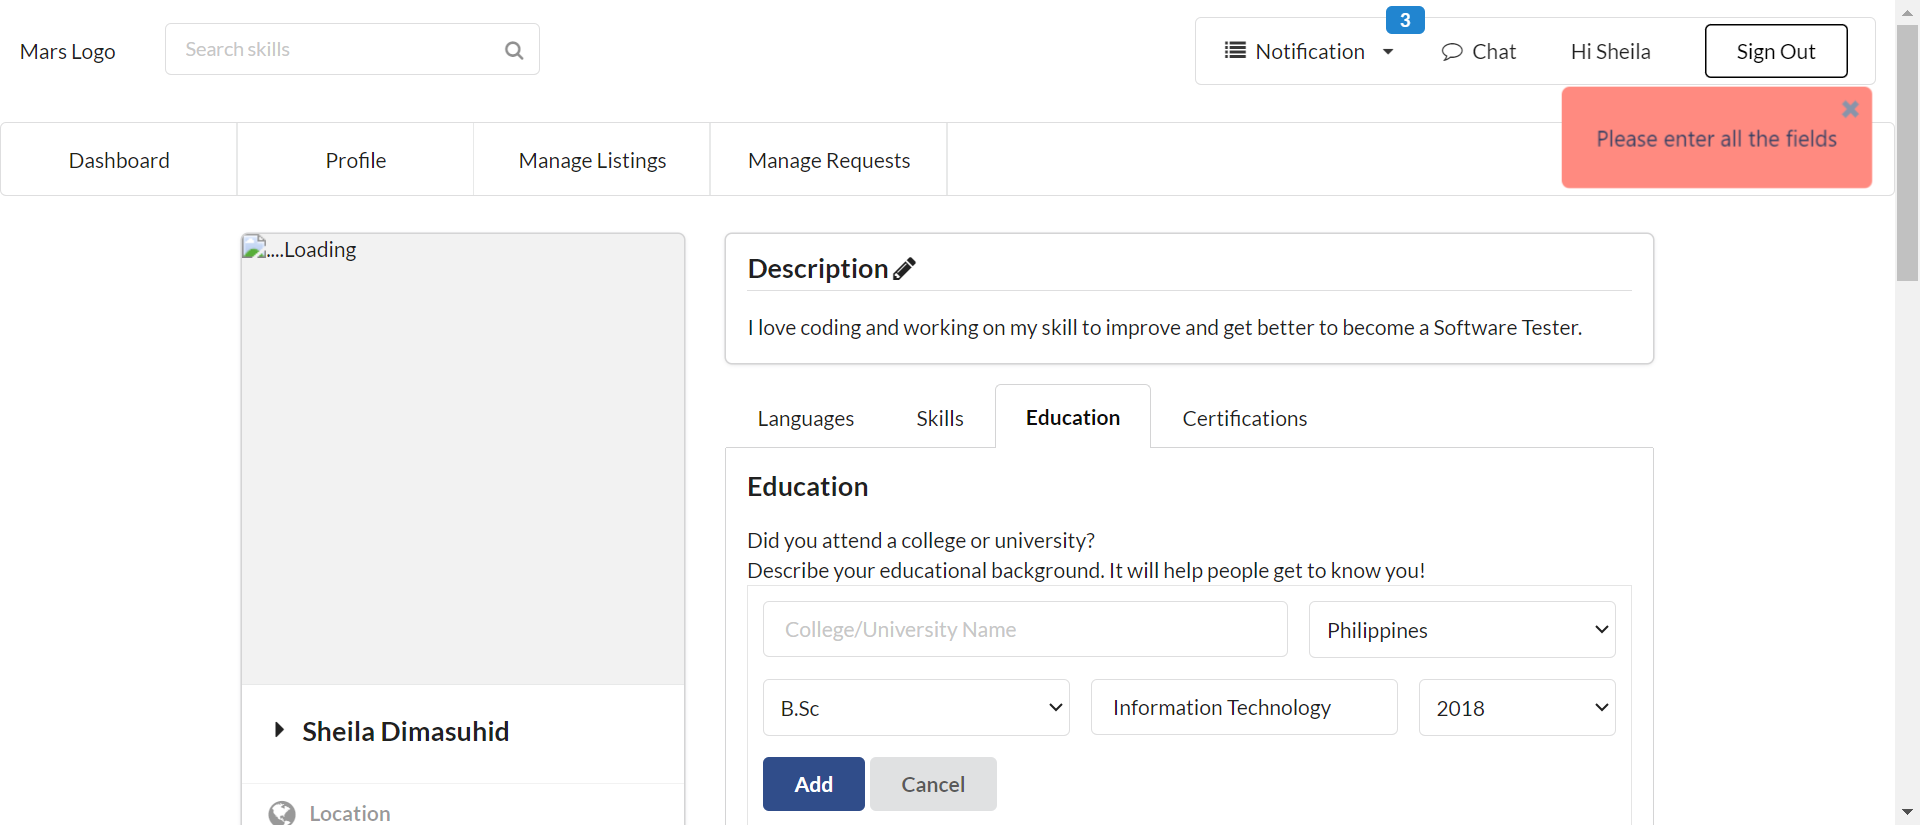 Mars Logo
Search skills
Notification
3
Chat
Hi Sheila
Sign Out
Please enter all the fields
Dashboard
Profile
Manage Listings
Manage Requests
....Loading
Sheila Dimasuhid
Location
Description
I love coding and working on my skill to improve and get better to become a Software Tester.
Languages
Skills
Education
Certifications
Education
Did you attend a college or university?
Describe your educational background. It will help people get to know you!
College/University Name
Philippines
B.Sc
Information Technology
2018
Add
Cancel